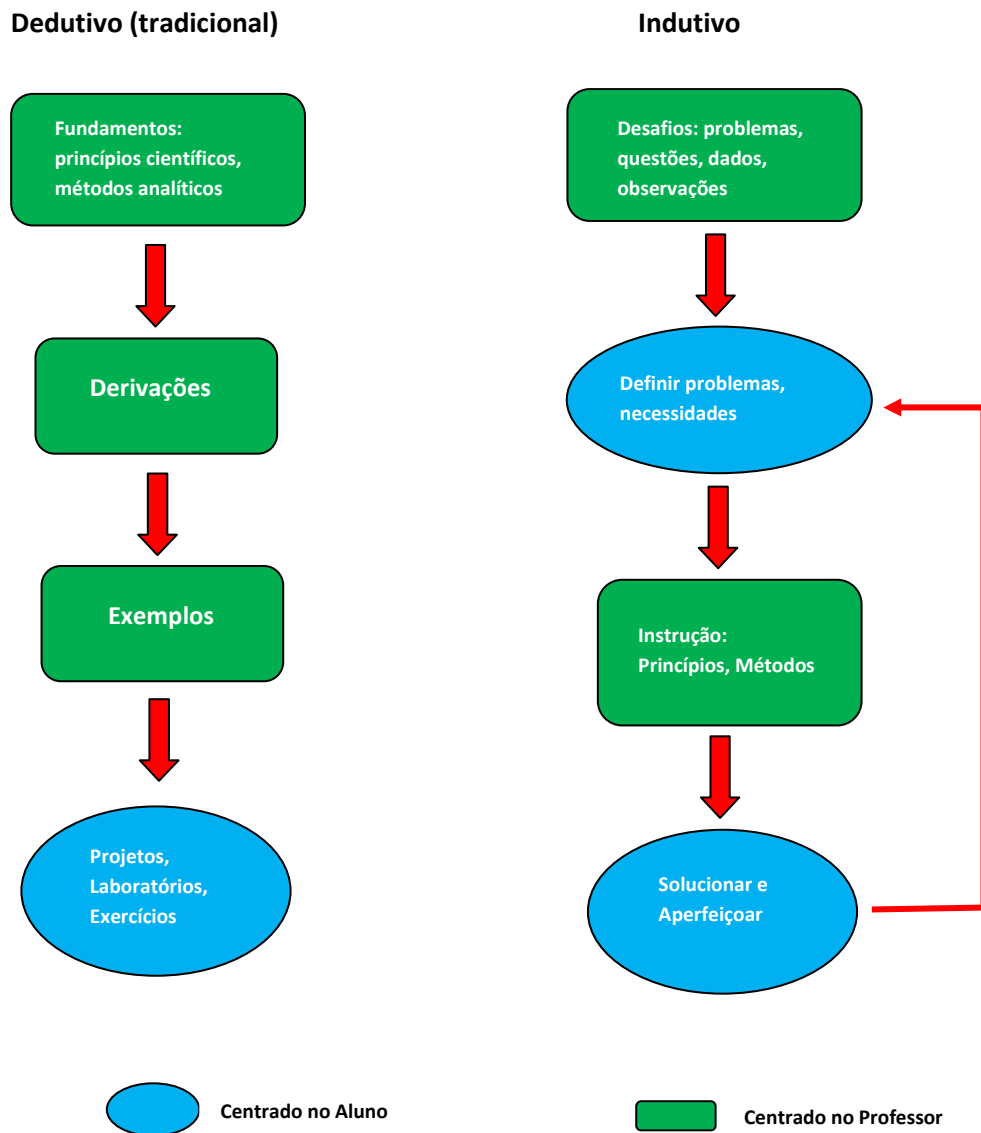 Dedutivo (tradicional)
Fundamentos:
princípios científicos,
métodos analíticos
Derivações
Exemplos
Projetos,
Laboratórios,
Exercícios
Indutivo
Desafios: problemas,
questões, dados,
observações
Definir problemas,
necessidades
Instrução:
Princípios, Métodos
Solucionar e
Aperfeiçoar
Centrado no Aluno
Centrado no Professor